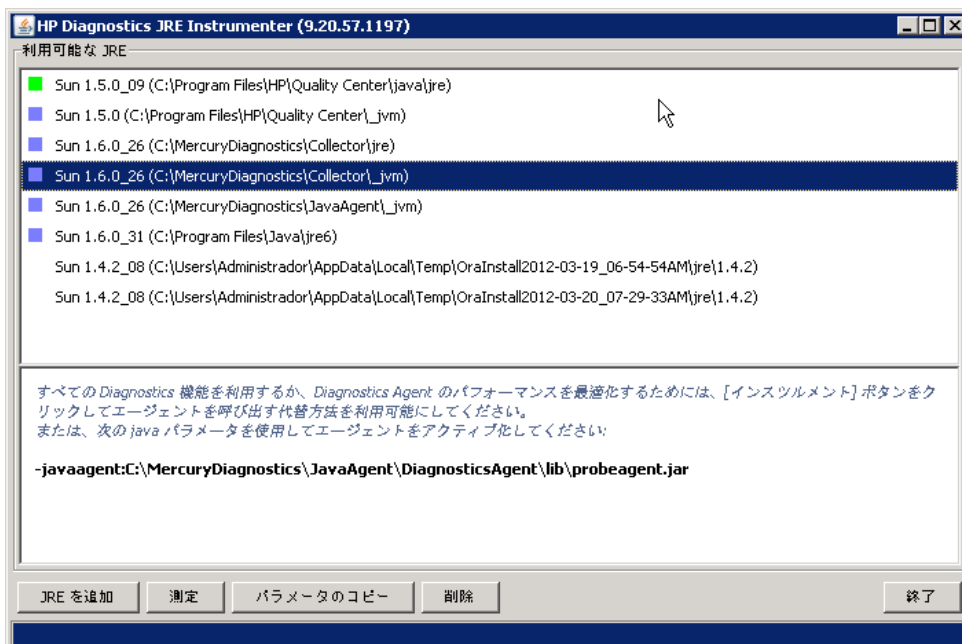 HP Diagnostics JRE Instrumenter (9.20.57.1197)
利用可能な JRE
Sun 1.5.0_09 (C:\Program Files\HP\Quality Center\java\jre)
Sun 1.5.0 (C:\Program Files\HP\Quality Center\_jvm)
Sun 1.6.0_26 (C:\MercuryDiagnostics\Collector\jre)
Sun 1.6.0_26 (C:\MercuryDiagnostics\Collector\_jvm)
Sun 1.6.0_26 (C:\MercuryDiagnostics\JavaAgent\_jvm)
Sun 1.6.0_31 (C:\Program Files\Java\jre6)
Sun 1.4.2_08 (C:\Users\Administrador\AppData\Local\Temp\OraInstall2012-03-19_06-54-54AM\jre\1.4.2)
Sun 1.4.2_08 (C:\Users\Administrador\AppData\Local\Temp\OraInstall2012-03-20_07-29-33AM\jre\1.4.2)
すべての Diagnostics 機能を利用するか、Diagnostics Agent のパフォーマンスを最適化するためには、[インスツルメント] ボタンをク
リックしてエージェントを呼び出す代替方法を利用可能にしてください。
または、次の java パラメータを使用してエージェントをアクティブ化してください:
-javaagent:C:\MercuryDiagnostics\JavaAgent\DiagnosticsAgent\lib\probeagent.jar
JRE を追加 測定 パラメータのコピー 削除 終了